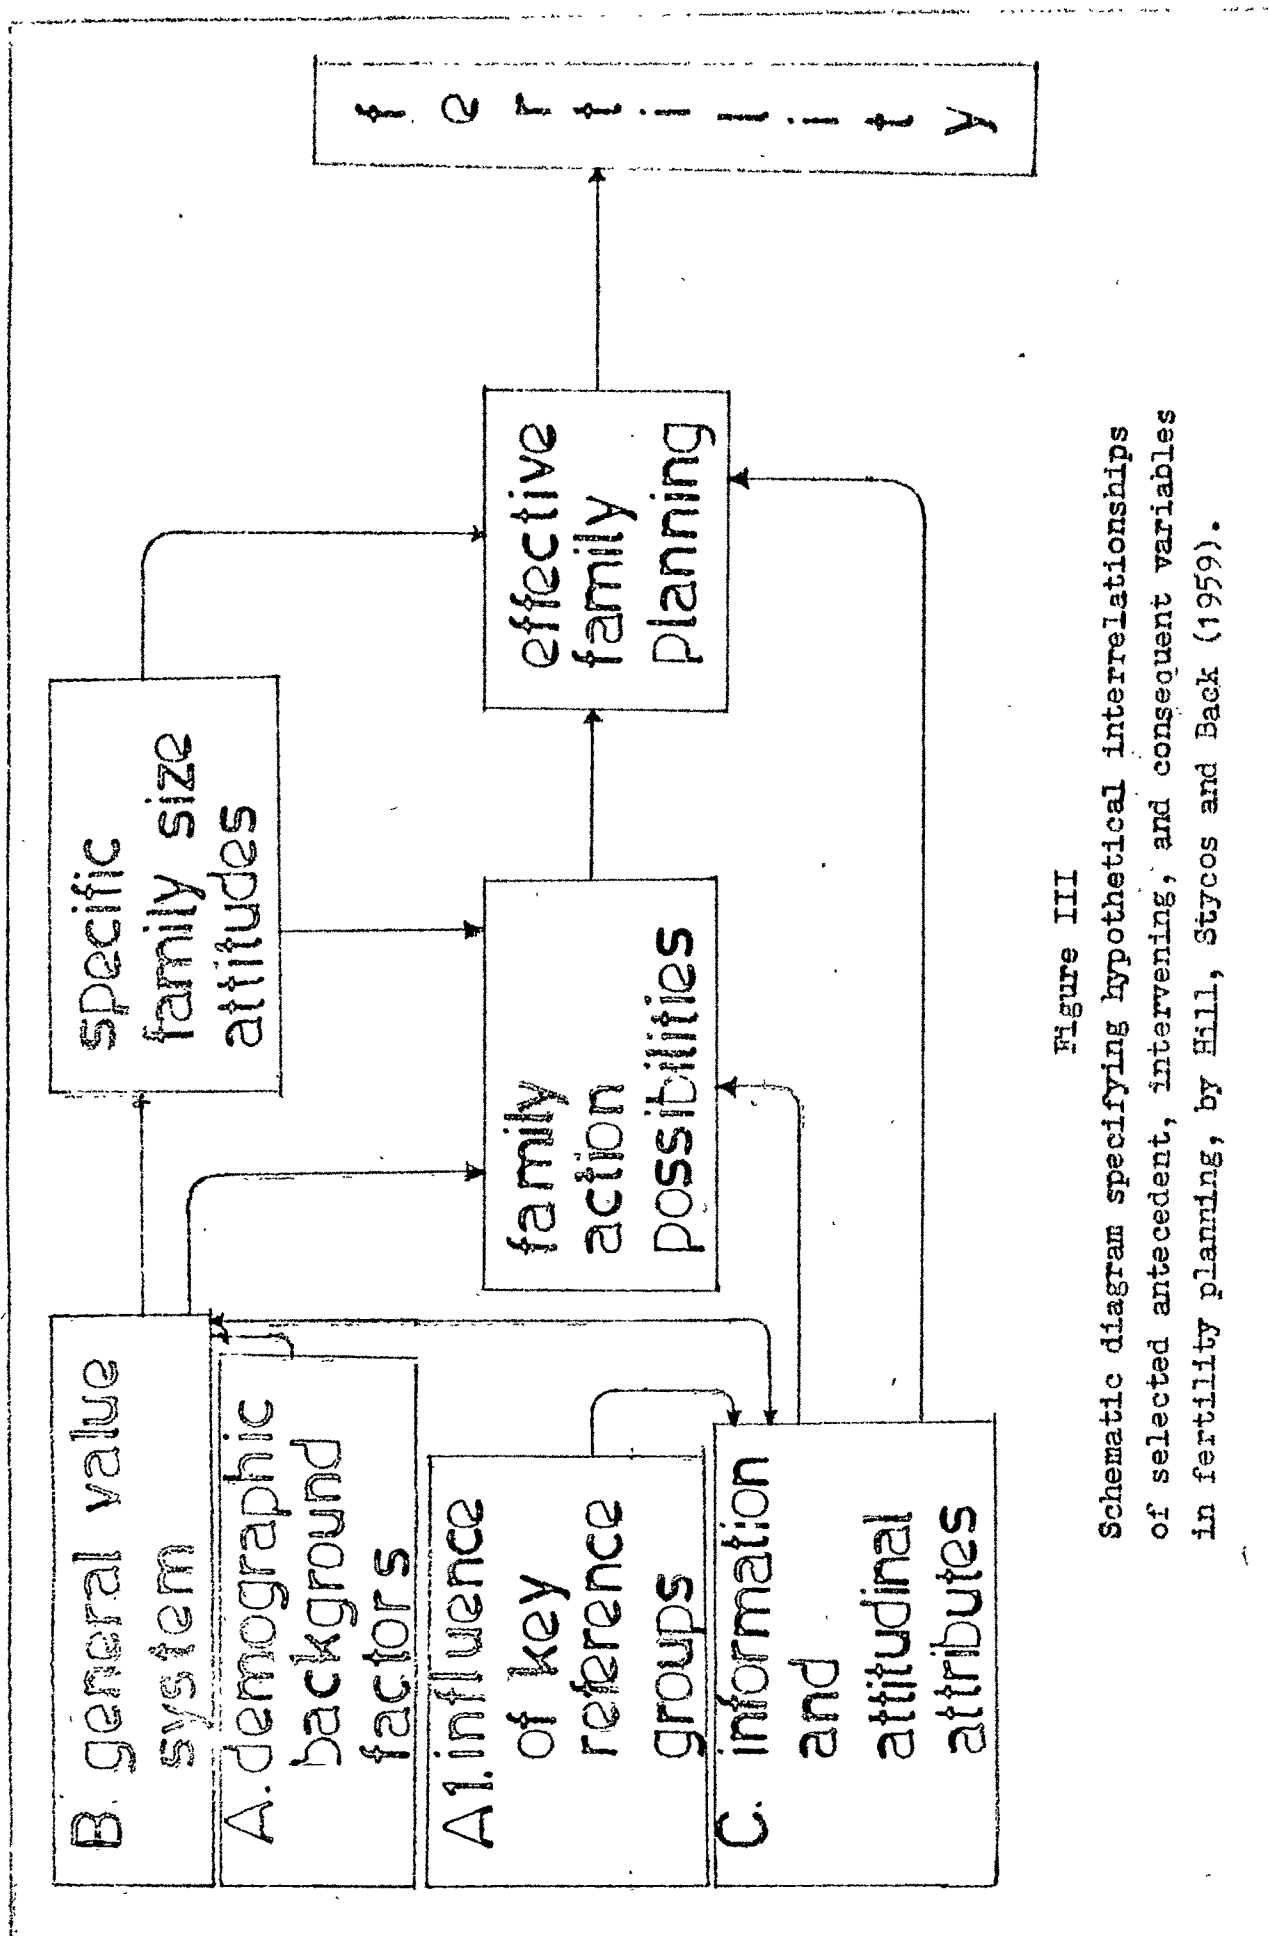 B. general value
system
A. demographic
background
factors
A1. influence
of key
reference
groups
C. information
and
attitudinal
attributes
specific
family size
attitudes
family
action
possibilities
effective
family
planning
fertility
Figure III
Schematic diagram specifying hypothetical interrelationships
of selected antecedent, intervening, and consequent variables
in fertility planning, by Hill, Stycos and Back (1959).